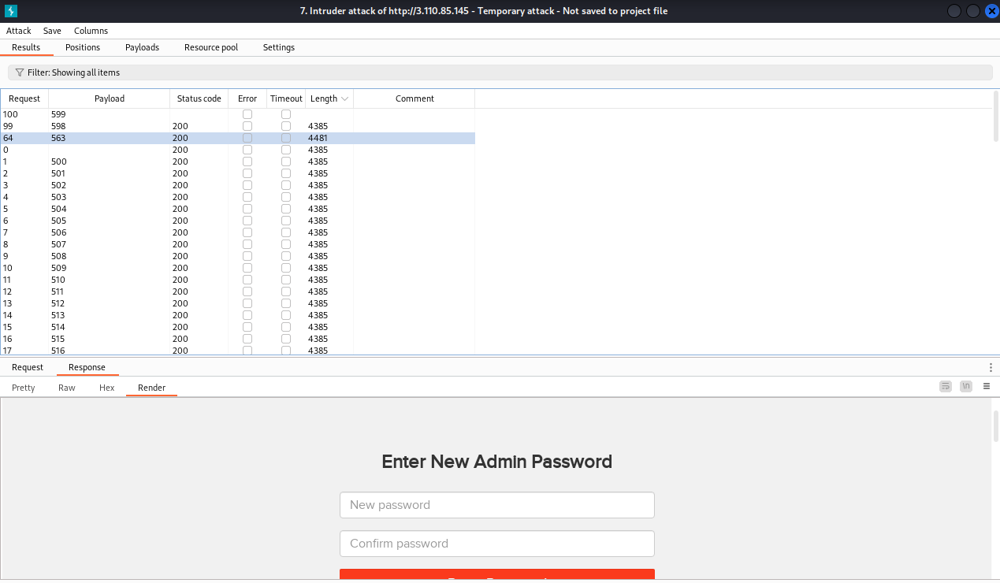 7. Intruder attack of http://3.110.85.145 - Temporary attack - Not saved to project file
Attack Save Columns
Results Positions Payloads Resource pool Settings
Filter: Showing all items
Request Payload Status code Error Timeout Length Comment
100 599
99 598 200 4385
64 563 200 4481
0 200 4385
1 500 200 4385
2 501 200 4385
3 502 200 4385
4 503 200 4385
5 504 200 4385
6 505 200 4385
7 506 200 4385
8 507 200 4385
9 508 200 4385
10 509 200 4385
11 510 200 4385
12 511 200 4385
13 512 200 4385
14 513 200 4385
15 514 200 4385
16 515 200 4385
17 516 200 4385
Request Response
Pretty Raw Hex Render \n
Enter New Admin Password
New password
Confirm password